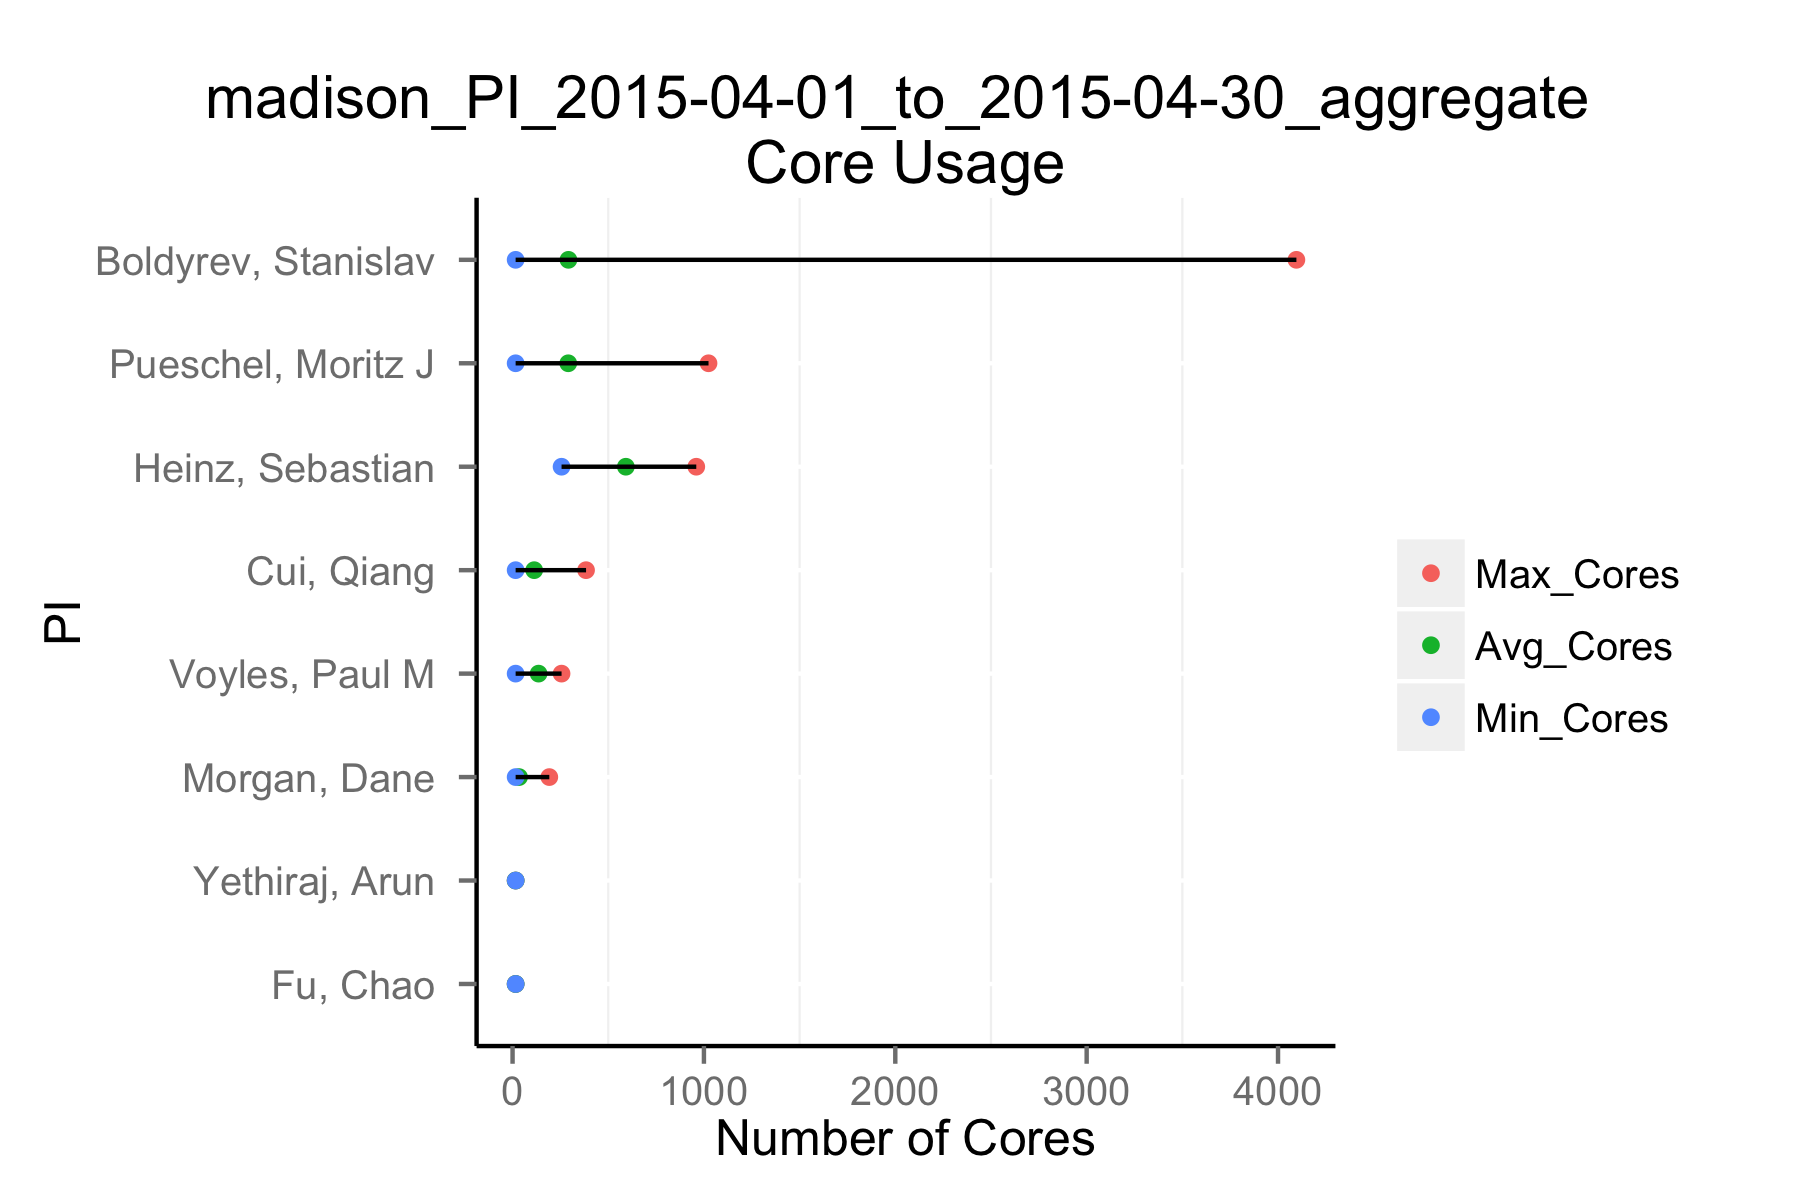 madison_PI_2015-04-01_to_2015-04-30_aggregate
Core Usage
Boldyrev, Stanislav
Pueschel, Moritz J
Heinz, Sebastian
Cui, Qiang
Voyles, Paul M
Morgan, Dane
Yethiraj, Arun
Fu, Chao
PI
0 1000 2000 3000 4000
Number of Cores
Max_Cores
Avg_Cores
Min_Cores